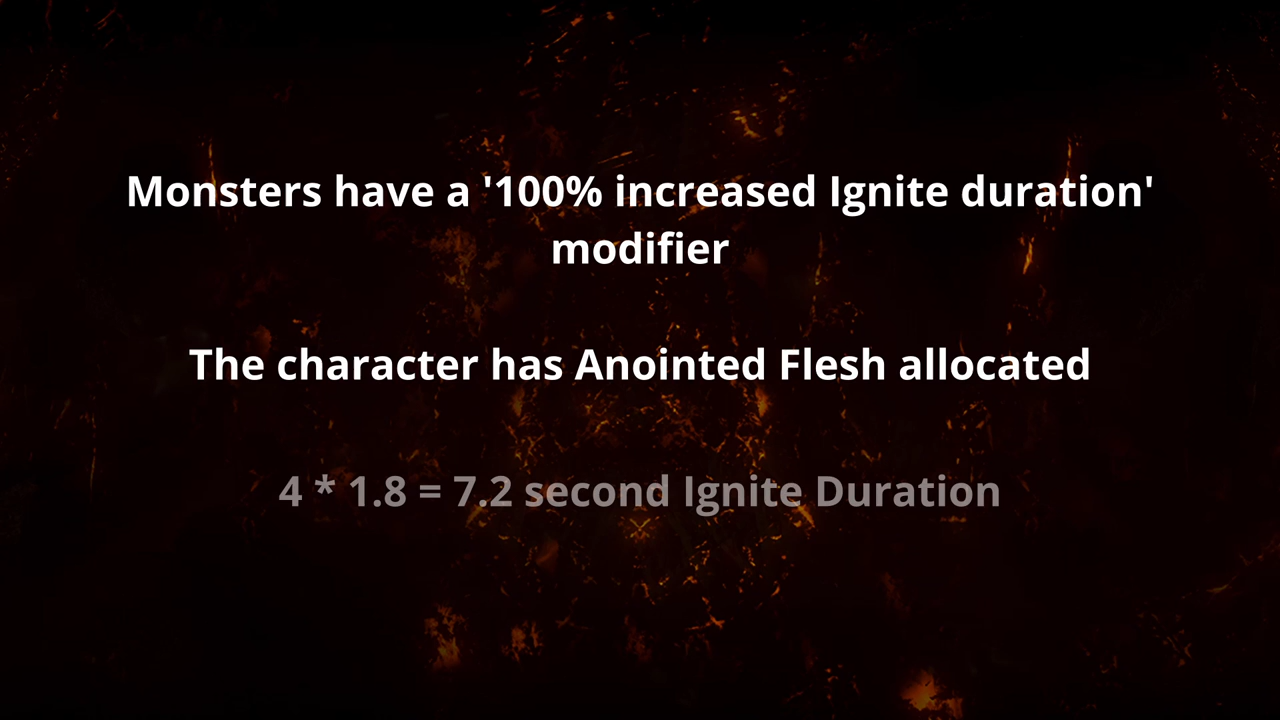 Monsters have a '100% increased Ignite duration'
modifier
The character has Anointed Flesh allocated
4 * 1.8 = 7.2 second Ignite Duration